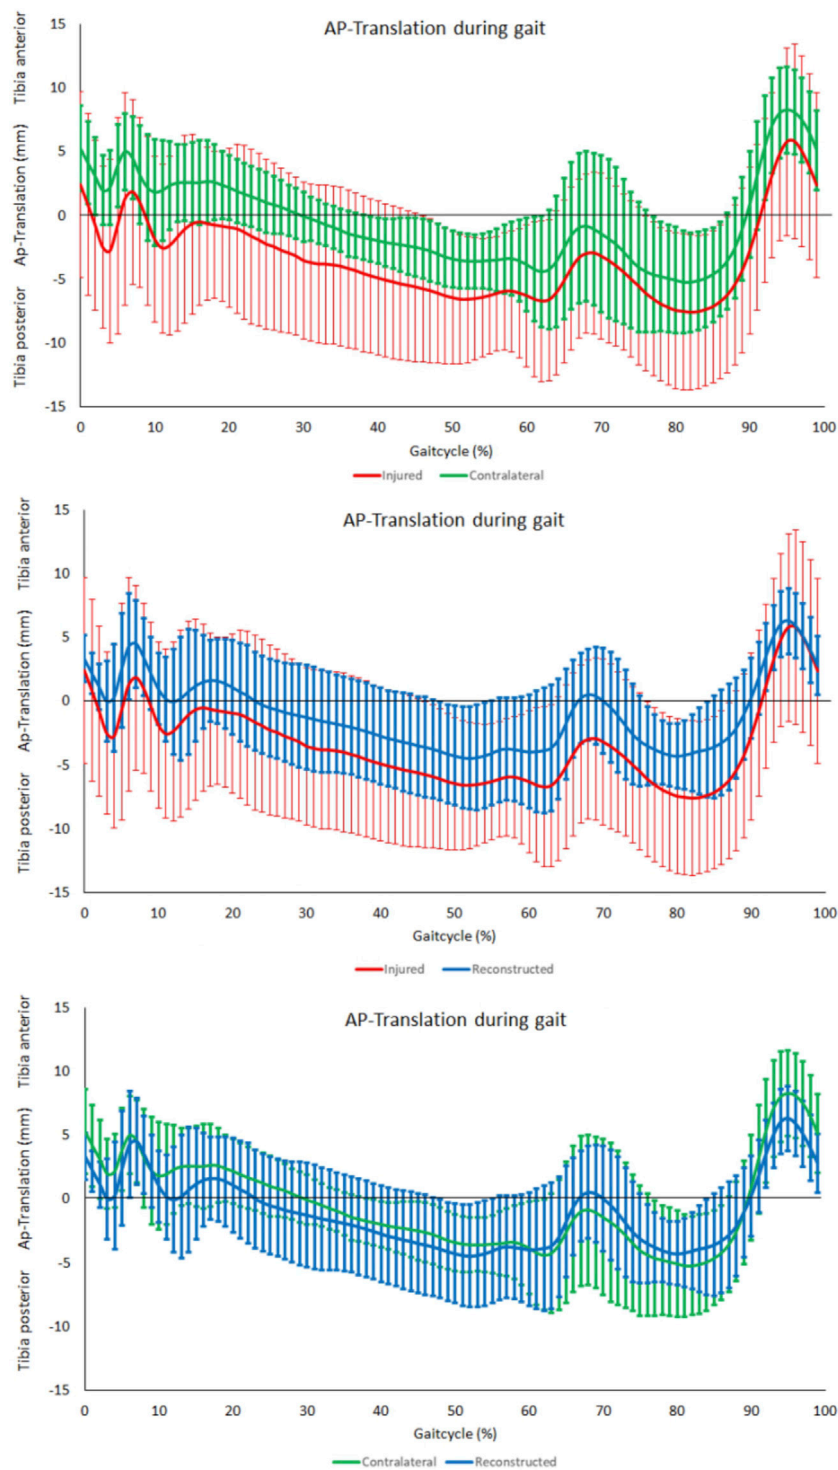 AP-Translation during gait
Tibia anterior
Ap-Translation (mm)
Tibia posterior
15
10
5
0
-5
-10
-15
0 10 20 30 40 50 60 70 80 90 100
Gaitcycle (%)
Injured Contralateral
AP-Translation during gait
Tibia anterior
Ap-Translation (mm)
Tibia posterior
15
10
5
0
-5
-10
-15
0 10 20 30 40 50 60 70 80 90 100
Gaitcycle (%)
Injured Reconstructed
AP-Translation during gait
Tibia anterior
Ap-Translation (mm)
Tibia posterior
15
10
5
0
-5
-10
-15
0 10 20 30 40 50 60 70 80 90 100
Gaitcycle (%)
Contralateral Reconstructed